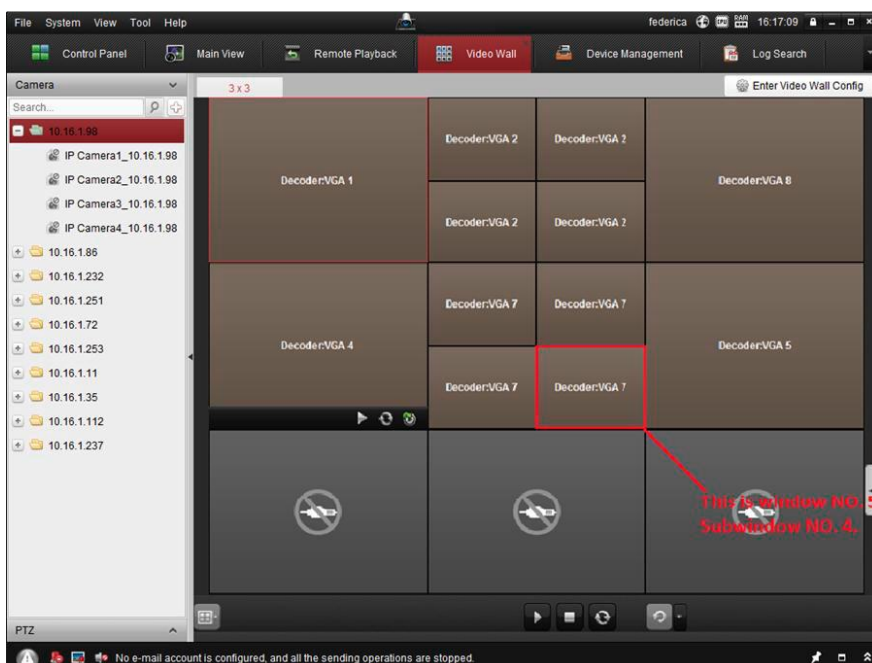 File System View Tool Help federica 16:17:09
Control Panel Main View Remote Playback Video Wall Device Management Log Search
Camera 3 x 3 Enter Video Wall Config
Search...
10.16.1.98
IP Camera1_10.16.1.98
IP Camera2_10.16.1.98
IP Camera3_10.16.1.98
IP Camera4_10.16.1.98
10.16.1.86
10.16.1.232
10.16.1.251
10.16.1.72
10.16.1.253
10.16.1.11
10.16.1.35
10.16.1.112
10.16.1.237
Decoder:VGA 1
Decoder:VGA 2
Decoder:VGA 2
Decoder:VGA 2
Decoder:VGA 2
Decoder:VGA 8
Decoder:VGA 4
Decoder:VGA 7
Decoder:VGA 7
Decoder:VGA 7
Decoder:VGA 7
Decoder:VGA 5
This is window NO. 5
Subwindow NO. 4.
PTZ
No e-mail account is configured, and all the sending operations are stopped.